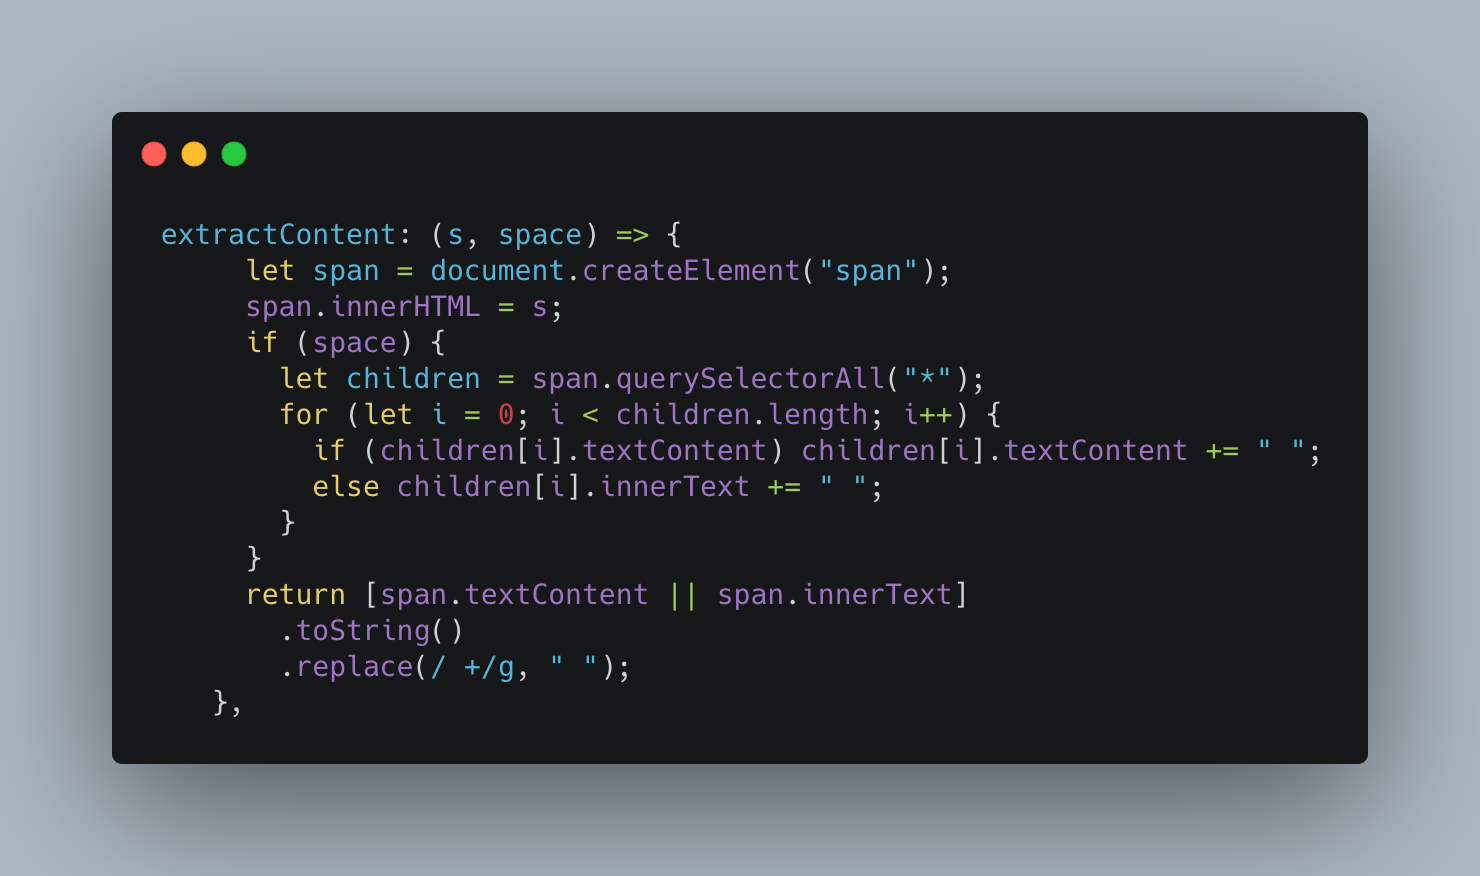 extractContent: (s, space) => {
     let span = document.createElement("span");
     span.innerHTML = s;
     if (space) {
       let children = span.querySelectorAll("*");
       for (let i = 0; i < children.length; i++) {
         if (children[i].textContent) children[i].textContent += " ";
         else children[i].innerText += " ";
       }
     }
     return [span.textContent || span.innerText]
       .toString()
       .replace(/ +/g, " ");
   },